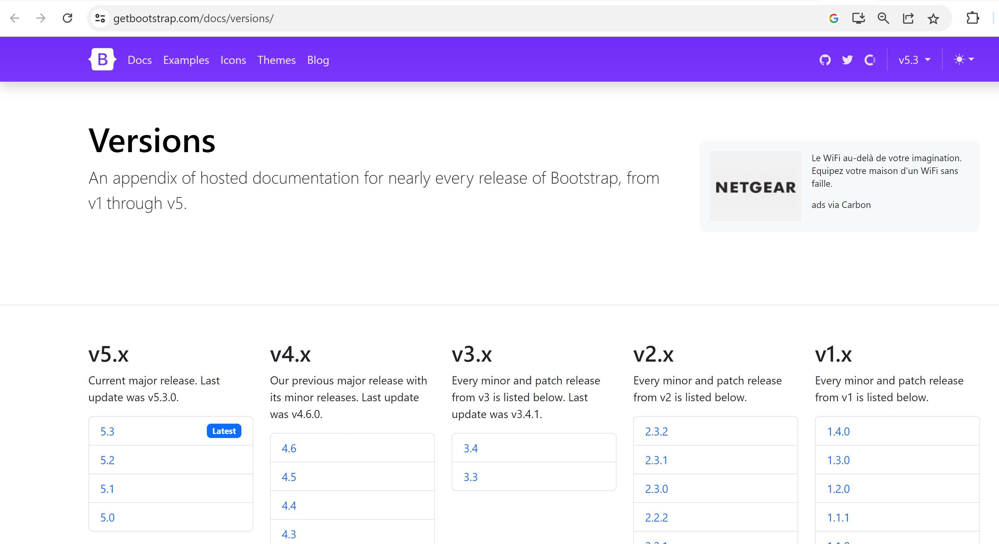 getbootstrap.com/docs/versions/
B
Docs Examples Icons Themes Blog
v5.3
Versions
An appendix of hosted documentation for nearly every release of Bootstrap, from
v1 through v5.
NETGEAR
Le WiFi au-delà de votre imagination.
Equipez votre maison d'un WiFi sans
faille.
ads via Carbon
v5.x
Current major release. Last
update was v5.3.0.
5.3 Latest
5.2
5.1
5.0
v4.x
Our previous major release with
its minor releases. Last update
was v4.6.0.
4.6
4.5
4.4
4.3
v3.x
Every minor and patch release
from v3 is listed below. Last
update was v3.4.1.
3.4
3.3
v2.x
Every minor and patch release
from v2 is listed below.
2.3.2
2.3.1
2.3.0
2.2.2
v1.x
Every minor and patch release
from v1 is listed below.
1.4.0
1.3.0
1.2.0
1.1.1